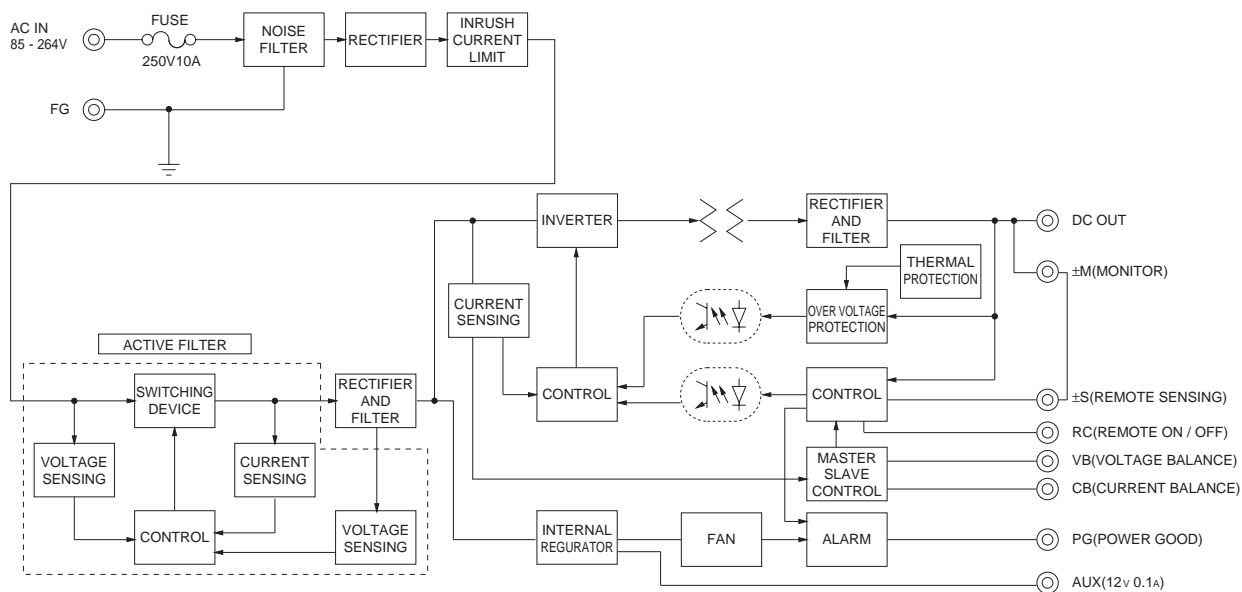 AC IN
85 - 264V
FUSE
250V10A
NOISE
FILTER
RECTIFIER
INRUSH
CURRENT
LIMIT
FG
INVERTER
RECTIFIER
AND
FILTER
DC OUT
THERMAL
PROTECTION
±M(MONITOR)
CURRENT
SENSING
OVER VOLTAGE
PROTECTION
ACTIVE FILTER
SWITCHING
DEVICE
RECTIFIER
AND
FILTER
CONTROL
CONTROL
±S(REMOTE SENSING)
RC(REMOTE ON / OFF)
VOLTAGE
SENSING
CURRENT
SENSING
MASTER
SLAVE
CONTROL
VB(VOLTAGE BALANCE)
CB(CURRENT BALANCE)
CONTROL
VOLTAGE
SENSING
INTERNAL
REGURATOR
FAN
ALARM
PG(POWER GOOD)
AUX(12V 0.1A)